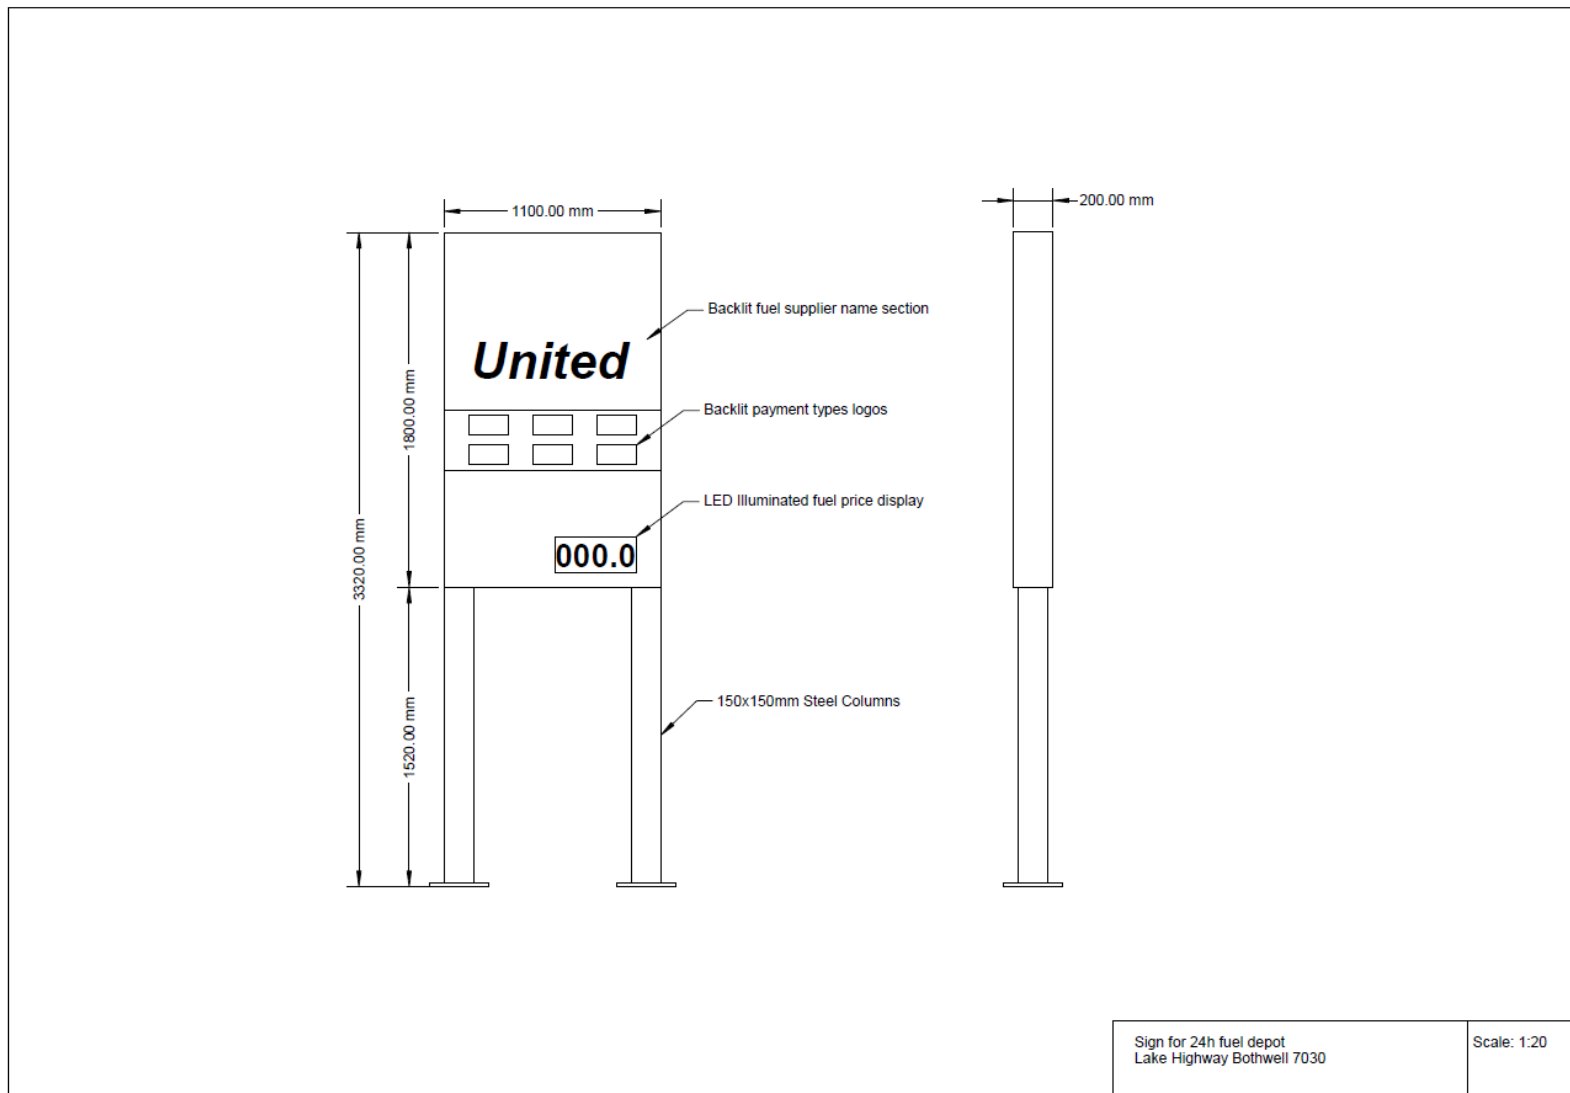 1100.00 mm
200.00 mm
Backlit fuel supplier name section
United
Backlit payment types logos
1800.00 mm
LED Illuminated fuel price display
000.0
3320.00 mm
150x150mm Steel Columns
1520.00 mm
Sign for 24h fuel depot
Lake Highway Bothwell 7030
Scale: 1:20